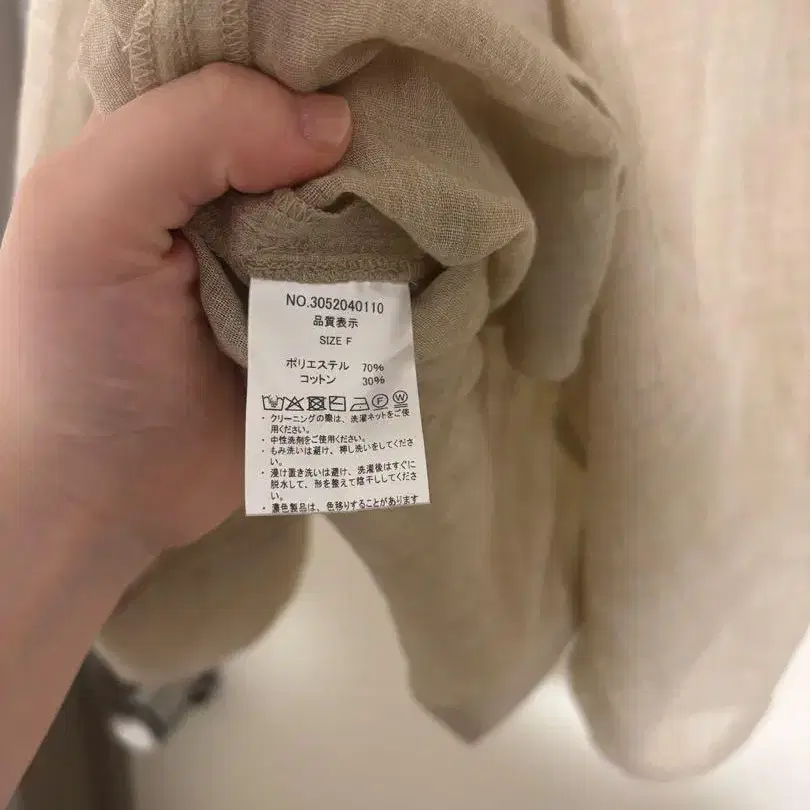 NO.3052040110
品質表示
SIZE F
ポリエステル 70%
コットン 30%
・クリーニングの際は、洗濯ネットをご使
用ください。
・中性洗剤をご使用ください。
・もみ洗いは避け、押し洗いをしてくださ
い。
・浸け置き洗いは避け、洗濯後はすぐに
脱水して、形を整えて陰干ししてくださ
い。
・濃色製品は、色移りすることがあります